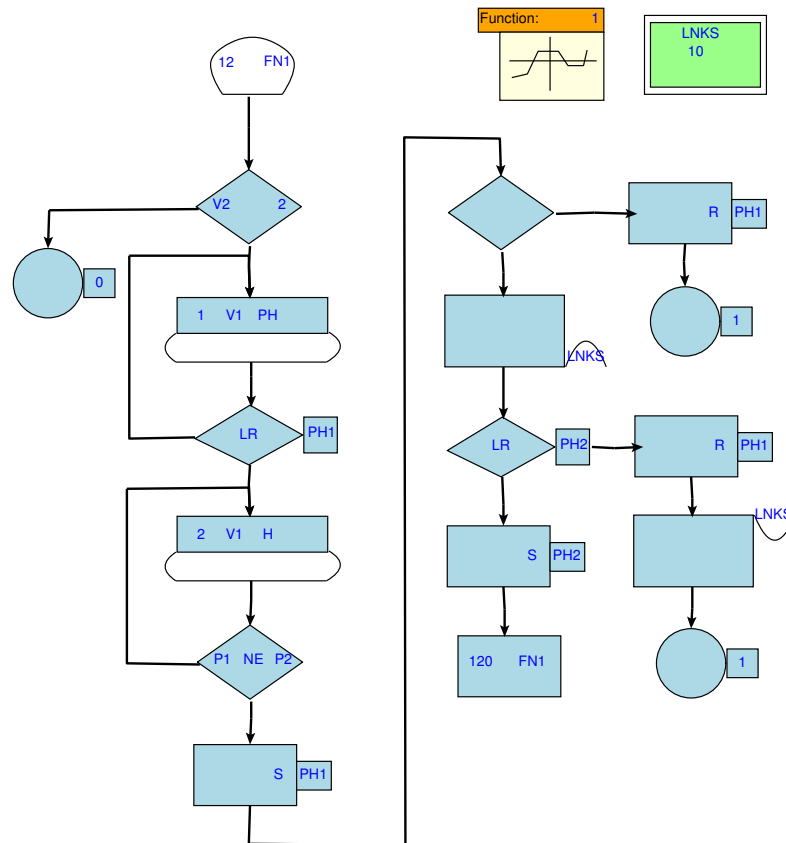 12 FN1
V2 2
0
1 V1 PH
LR PH1
2 V1 H
P1 NE P2
S PH1
Function: 1
LNKS
10
R PH1
1
LNKS
LR PH2
R PH1
LNKS
S PH2
120 FN1
1